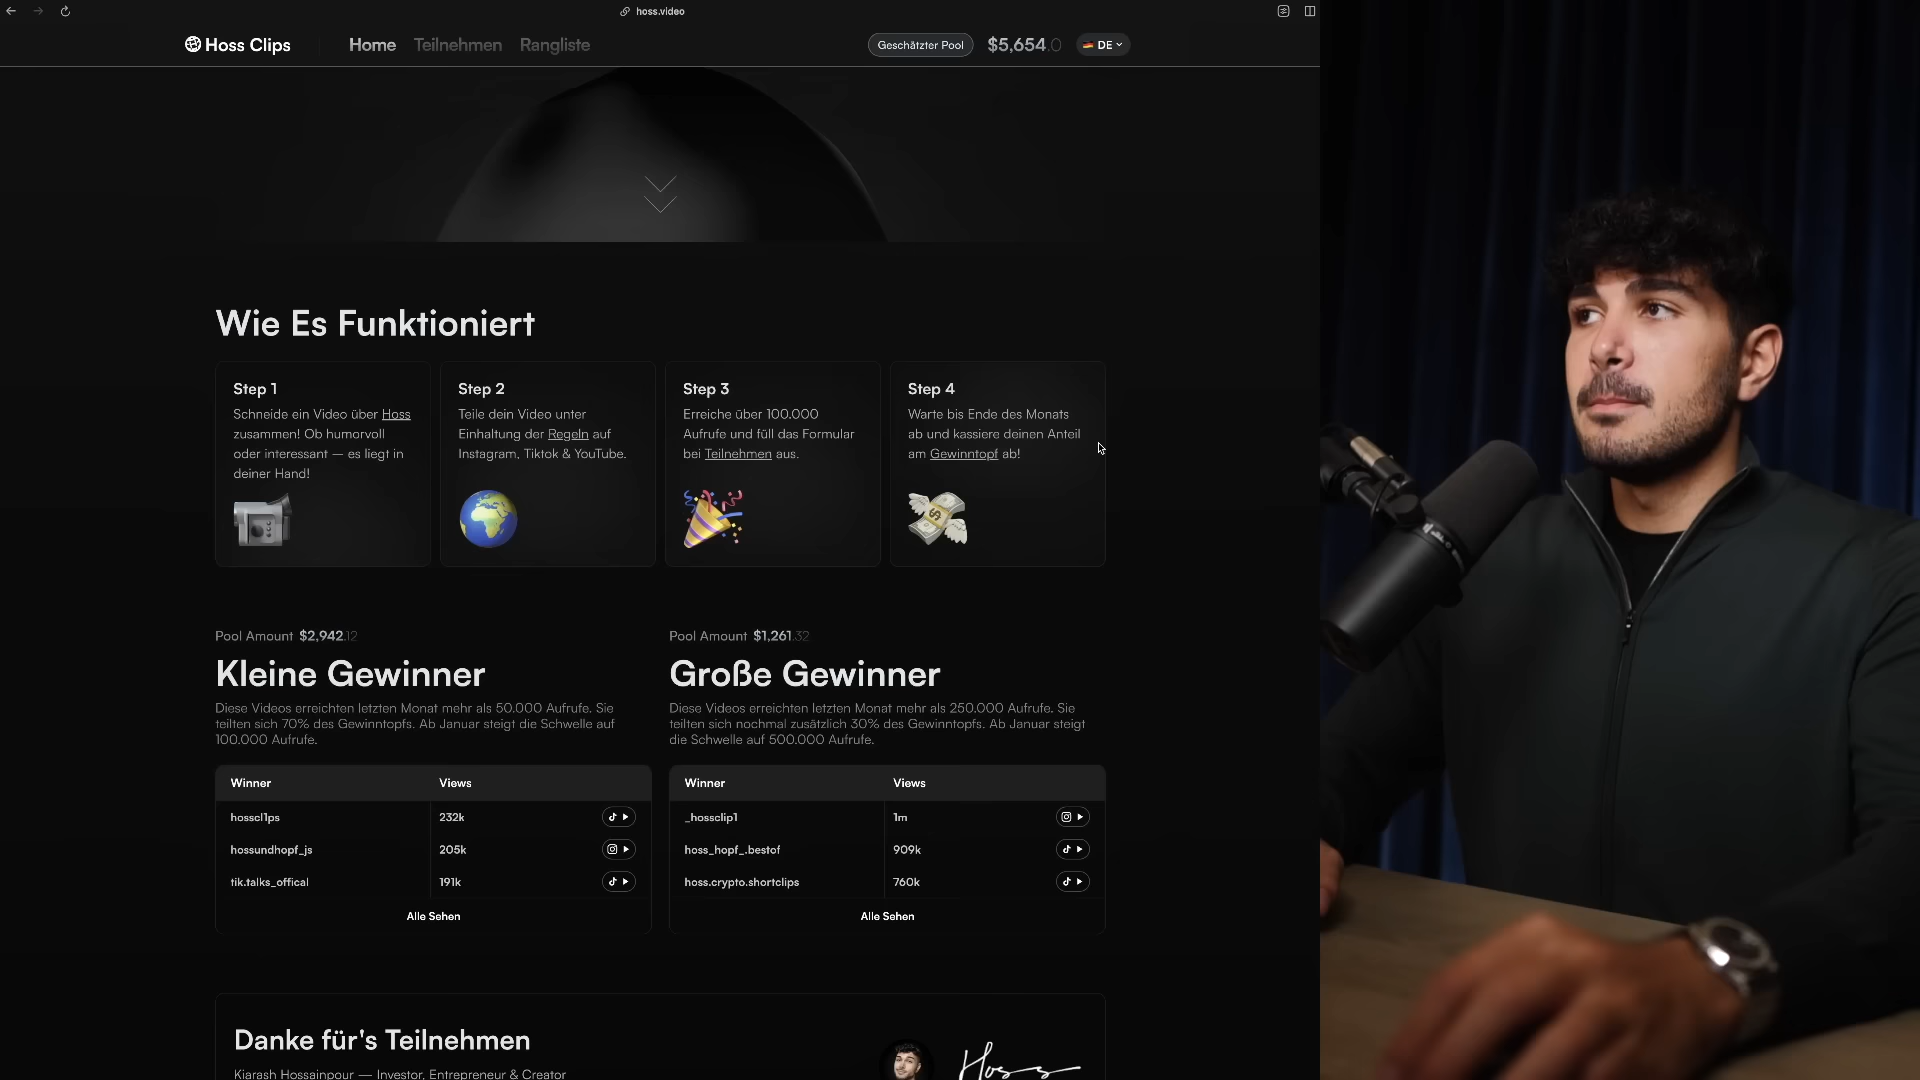 hoss.video
Hoss Clips
Home
Teilnehmen
Rangliste
Geschätzter Pool
$5,654.0
DE
Wie Es Funktioniert
Step 1
Schneide ein Video über Hoss
zusammen! Ob humorvoll
oder interessant — es liegt in
deiner Hand!
Step 2
Teile dein Video unter
Einhaltung der Regeln auf
Instagram, Tiktok & YouTube.
Step 3
Erreiche über 100.000
Aufrufe und füll das Formular
bei Teilnehmen aus.
Step 4
Warte bis Ende des Monats
ab und kassiere deinen Anteil
am Gewinntopf ab!
Pool Amount $2,942.12
Kleine Gewinner
Diese Videos erreichten letzten Monat mehr als 50.000 Aufrufe. Sie
teilten sich 70% des Gewinntopfs. Ab Januar steigt die Schwelle auf
100.000 Aufrufe.
Winner Views
hosscl1ps 232k
hossundhopf_js 205k
tik.talks_offical 191k
Alle Sehen
Pool Amount $1,261.32
Große Gewinner
Diese Videos erreichten letzten Monat mehr als 250.000 Aufrufe. Sie
teilten sich nochmal zusätzlich 30% des Gewinntopfs. Ab Januar steigt
die Schwelle auf 500.000 Aufrufe.
Winner Views
_hossclip1 1m
hoss_hopf_.bestof 909k
hoss.crypto.shortclips 760k
Alle Sehen
Danke für's Teilnehmen
Kiarash Hossainpour — Investor, Entrepreneur & Creator
Hoss